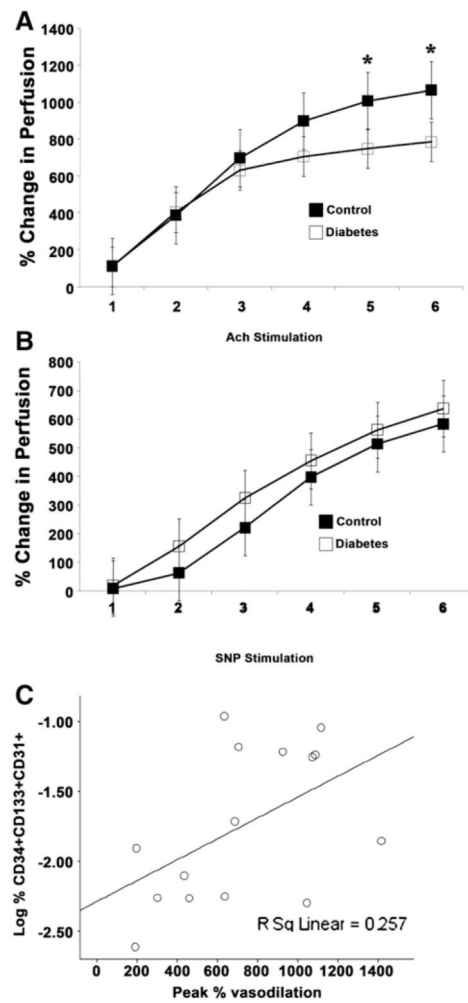 A
% Change in Perfusion
1400
1200
1000
800
600
400
200
0
* *
Control
Diabetes
1 2 3 4 5 6
Ach Stimulation
B
% Change in Perfusion
800
700
600
500
400
300
200
100
0
Control
Diabetes
1 2 3 4 5 6
SNP Stimulation
C
Log % CD34+CD133+CD31+
-1.00
-1.50
-2.00
-2.50
R Sq Linear = 0.257
0 200 400 600 800 1000 1200 1400
Peak % vasodilation